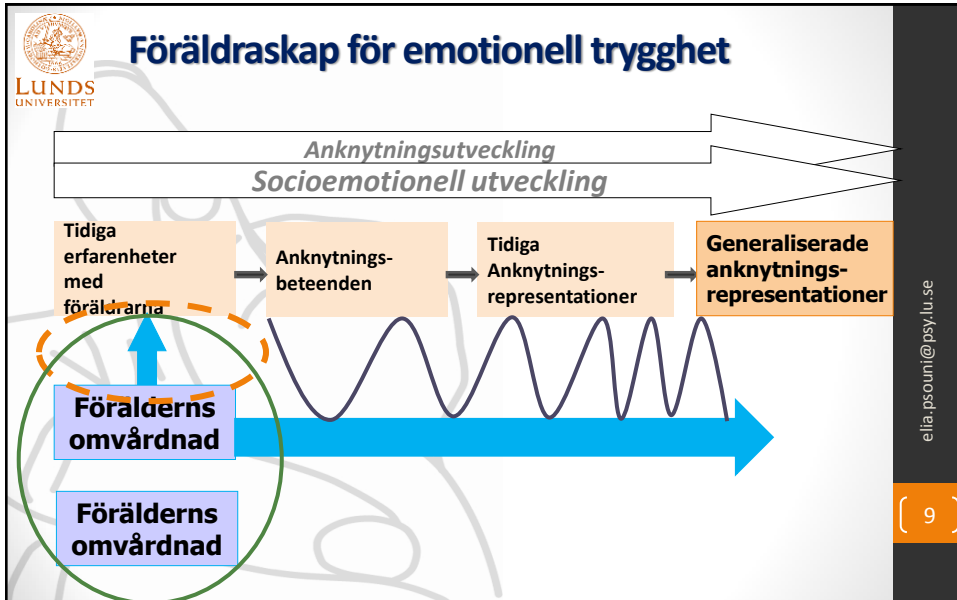 LUNDS
UNIVERSITET
Föräldraskap för emotionell trygghet
Anknytningsutveckling
Socioemotionell utveckling
Tidiga
erfarenheter
med
föräldrarna
Anknytnings-
beteenden
Tidiga
Anknytnings-
representationer
Generaliserade
anknytnings-
representationer
Förälderns
omvårdnad
Förälderns
omvårdnad
elia.psouni@psy.lu.se
9